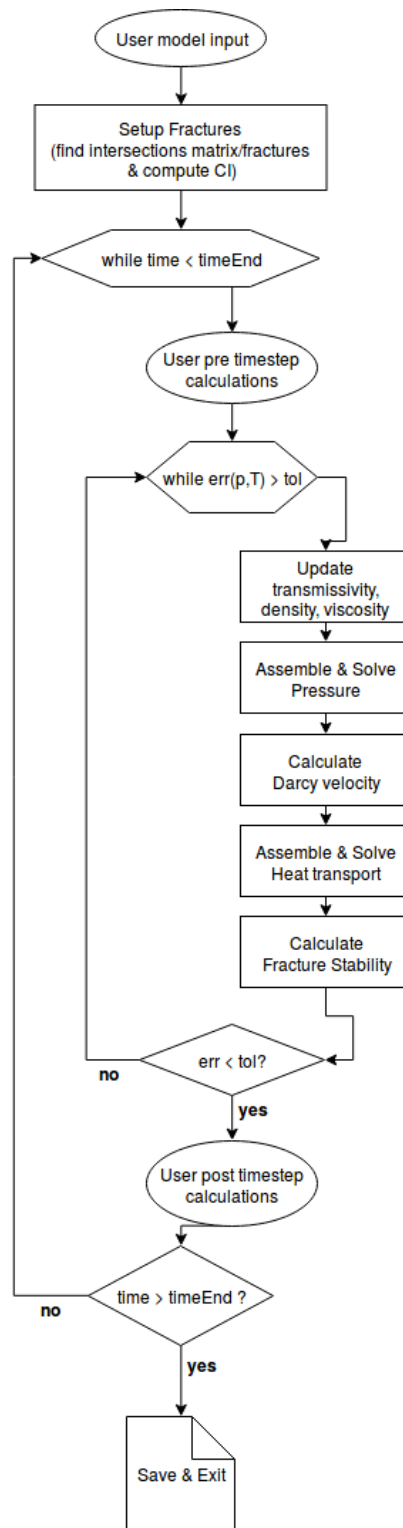 User model input
Setup Fractures
(find intersections matrix/fractures
& compute CI)
while time < timeEnd
User pre timestep
calculations
while err(p,T) > tol
Update
transmissivity,
density, viscosity
Assemble & Solve
Pressure
Calculate
Darcy velocity
Assemble & Solve
Heat transport
Calculate
Fracture Stability
err < tol?
no
yes
User post timestep
calculations
time > timeEnd ?
no
yes
Save & Exit